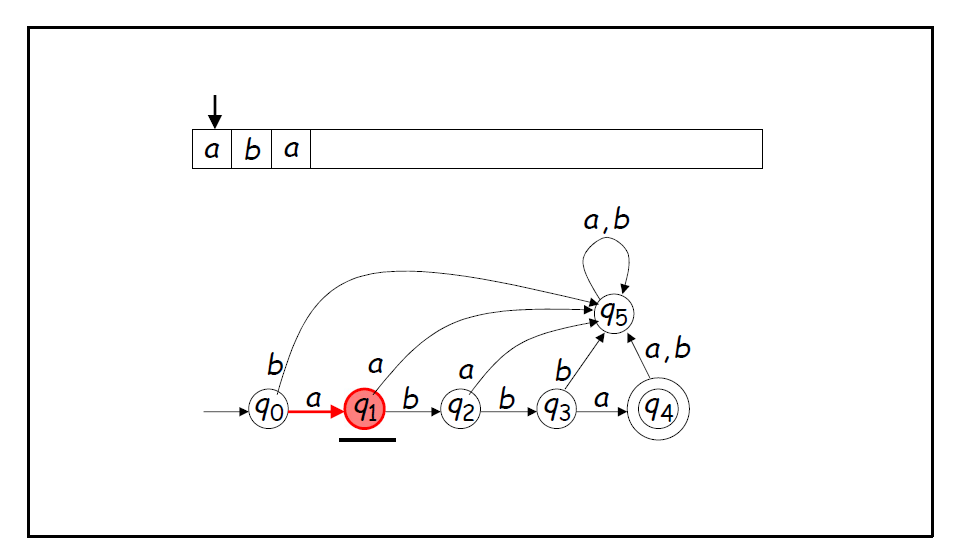 a b a
a,b
q5
b a a b a,b
q0 a q1 b q2 b q3 a q4